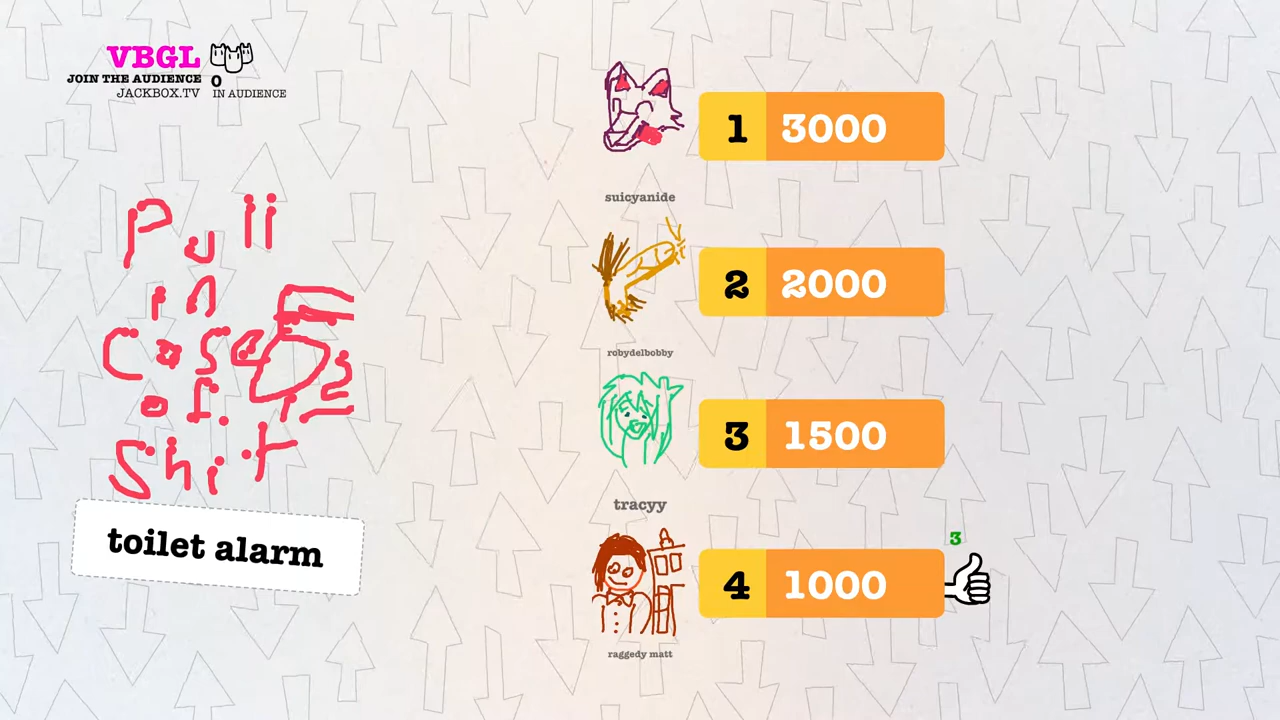 VBGL
JOIN THE AUDIENCE 0
JACKBOX.TV IN AUDIENCE
Pull
in
Case
of
Shit
toilet alarm
1 3000
suicyanide
2 2000
robydelbobby
3 1500
tracyy
3
4 1000
raggedy matt